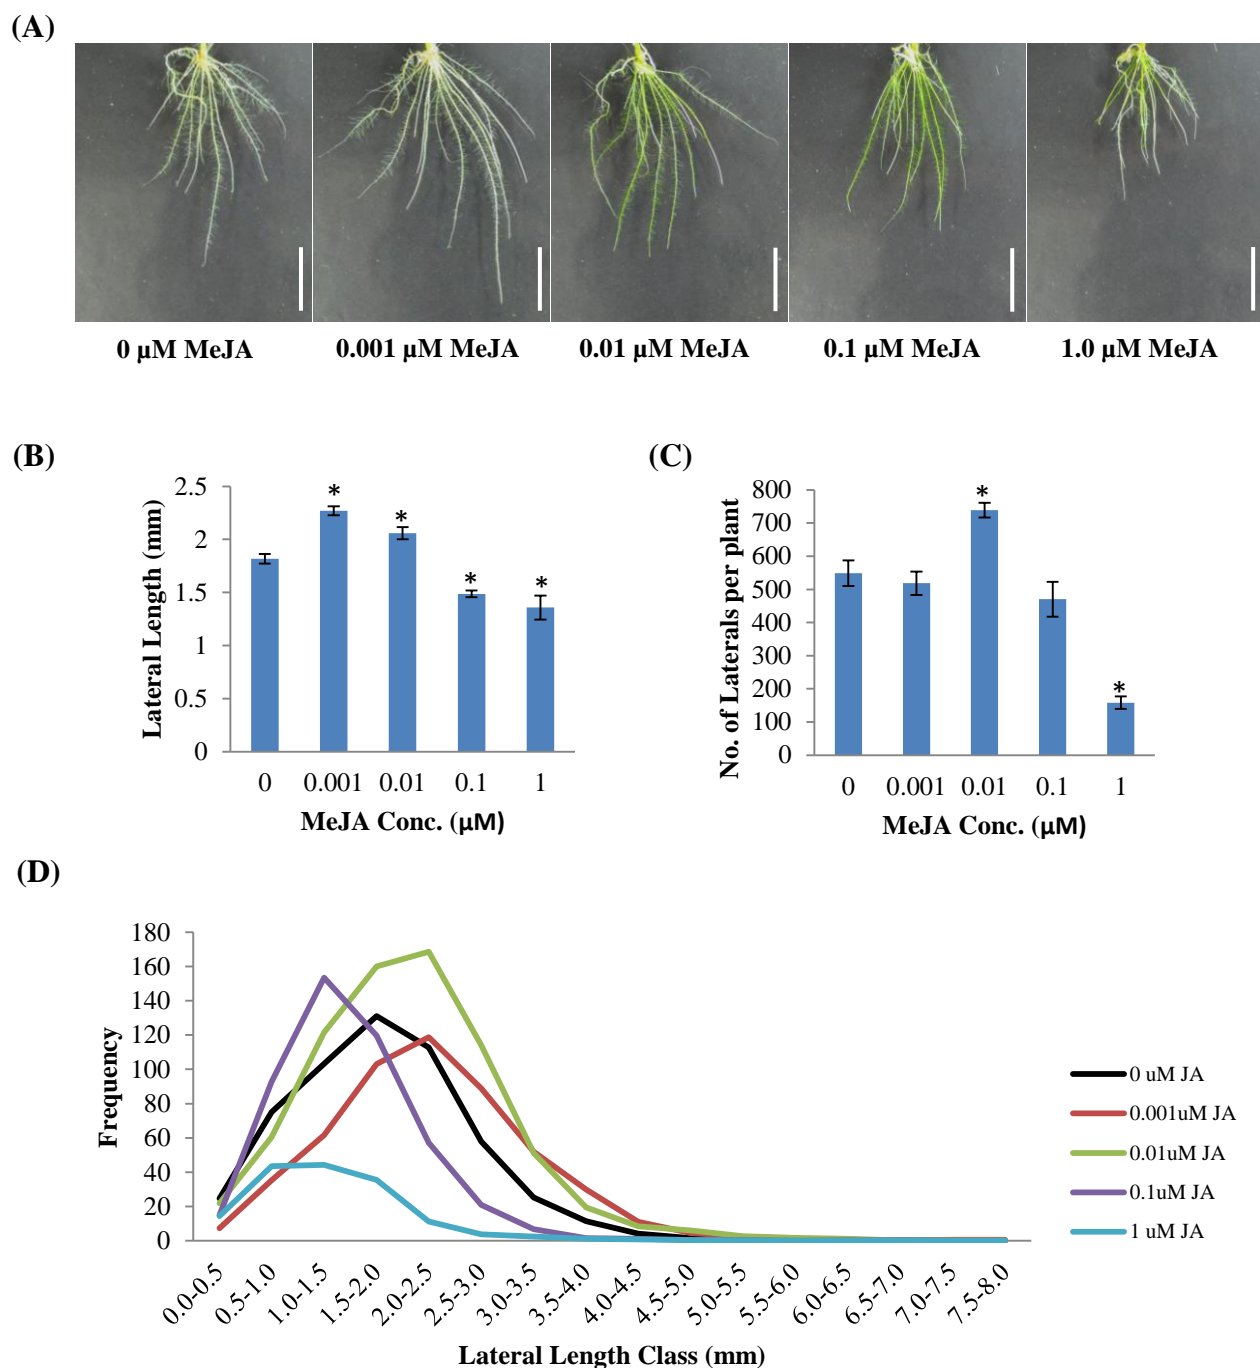 (A)
0 µM MeJA
0.001 µM MeJA
0.01 µM MeJA
0.1 µM MeJA
1.0 µM MeJA
(B)
Lateral Length (mm)
2.5
2
1.5
1
0.5
0
*
*
*
*
0 0.001 0.01 0.1 1
MeJA Conc. (µM)
(C)
No. of Laterals per plant
800
700
600
500
400
300
200
100
0
*
*
0 0.001 0.01 0.1 1
MeJA Conc. (µM)
(D)
Frequency
180
160
140
120
100
80
60
40
20
0
0.0-0.5
0.5-1.0
1.0-1.5
1.5-2.0
2.0-2.5
2.5-3.0
3.0-3.5
3.5-4.0
4.0-4.5
4.5-5.0
5.0-5.5
5.5-6.0
6.0-6.5
6.5-7.0
7.0-7.5
7.5-8.0
Lateral Length Class (mm)
0 uM JA
0.001uM JA
0.01uM JA
0.1uM JA
1 uM JA